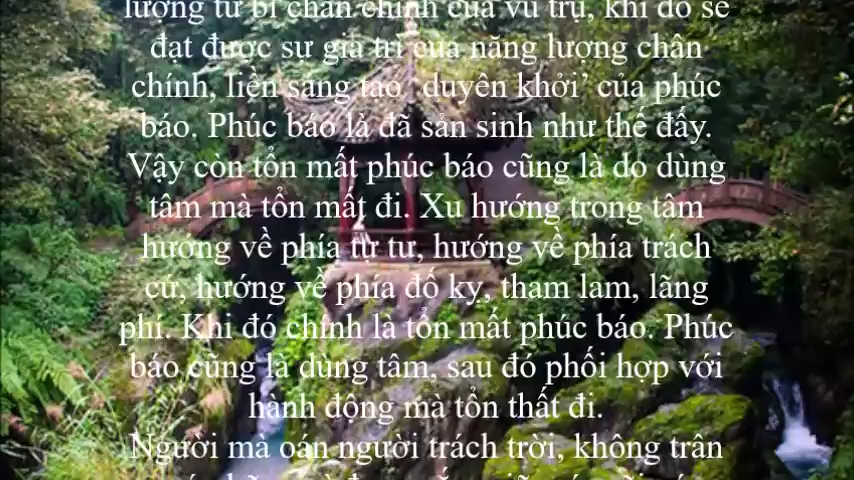 lượng từ bi chân chính của vũ trụ, khi đó sẽ
đạt được sự gia trì của năng lượng chân
chính, liền sáng tạo ‘duyên khởi’ của phúc
báo. Phúc báo là đã sản sinh như thế đấy.
Vậy còn tổn mất phúc báo cũng là do dùng
tâm mà tổn mất đi. Xu hướng trong tâm
hương về phía tự tư, hướng về phía trách
cứ, hướng về phía đố kỵ, tham lam, lãng
phí. Khi đó chính là tổn mất phúc báo. Phúc
báo cũng là dùng tâm, sau đó phối hợp với
hành động mà tổn thất đi.
Người mà oán người trách trời, không trân